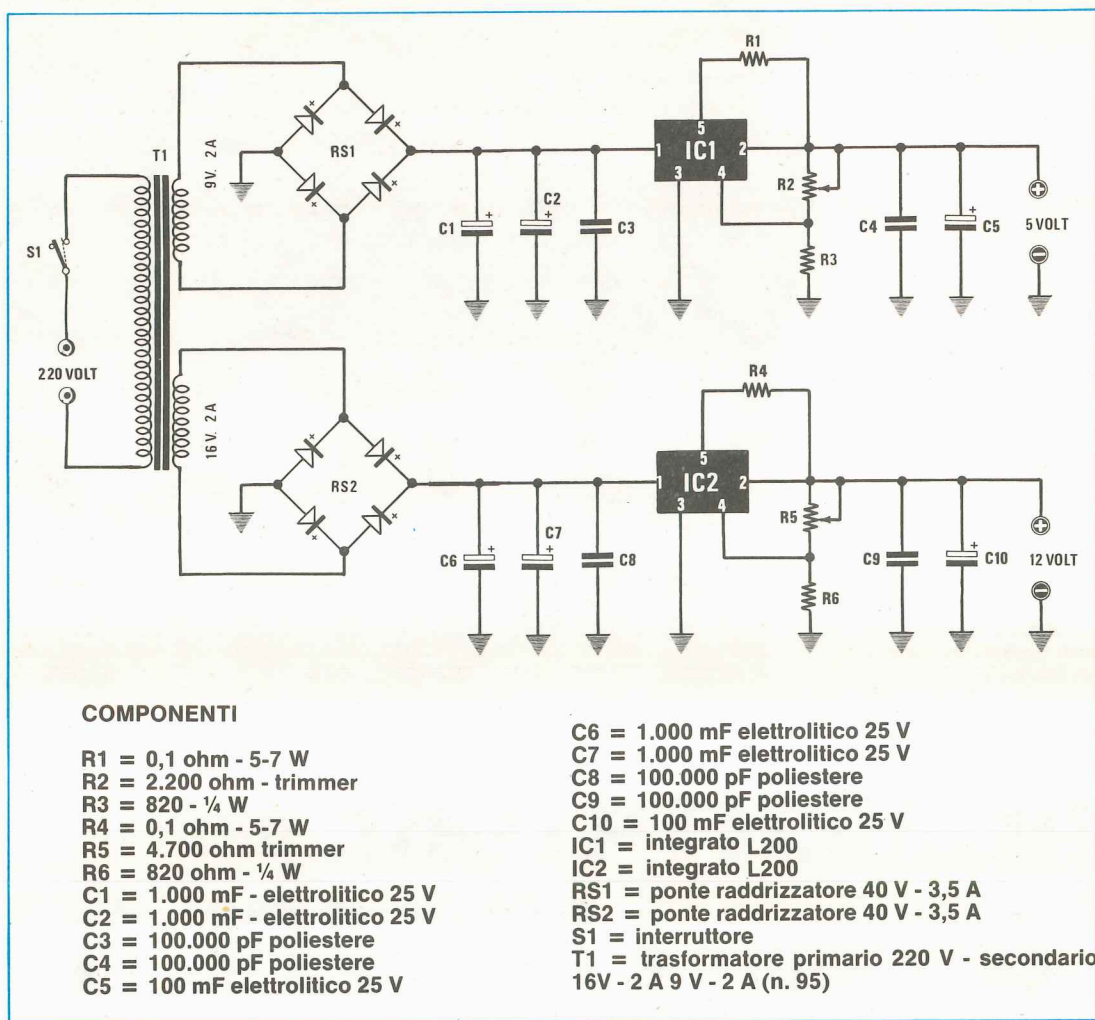 R1
T1
9V. 2 A
RS1
5
1
IC1
2
3
4
R2
R3
C1
+
C2
+
C3
C4
C5
+
+
5 VOLT
-
S1
220 VOLT
16V. 2 A
RS2
R4
5
1
IC2
2
3
4
R5
R6
C6
+
C7
+
C8
C9
C10
+
+
12 VOLT
-
COMPONENTI
R1 = 0,1 ohm - 5-7 W
R2 = 2.200 ohm - trimmer
R3 = 820 - ¼ W
R4 = 0,1 ohm - 5-7 W
R5 = 4.700 ohm trimmer
R6 = 820 ohm - ¼ W
C1 = 1.000 mF - elettrolitico 25 V
C2 = 1.000 mF - elettrolitico 25 V
C3 = 100.000 pF poliestere
C4 = 100.000 pF poliestere
C5 = 100 mF elettrolitico 25 V
C6 = 1.000 mF elettrolitico 25 V
C7 = 1.000 mF elettrolitico 25 V
C8 = 100.000 pF poliestere
C9 = 100.000 pF poliestere
C10 = 100 mF elettrolitico 25 V
IC1 = integrato L200
IC2 = integrato L200
RS1 = ponte raddrizzatore 40 V - 3,5 A
RS2 = ponte raddrizzatore 40 V - 3,5 A
S1 = interruttore
T1 = trasformatore primario 220 V - secondario
16V - 2 A 9 V - 2 A (n. 95)